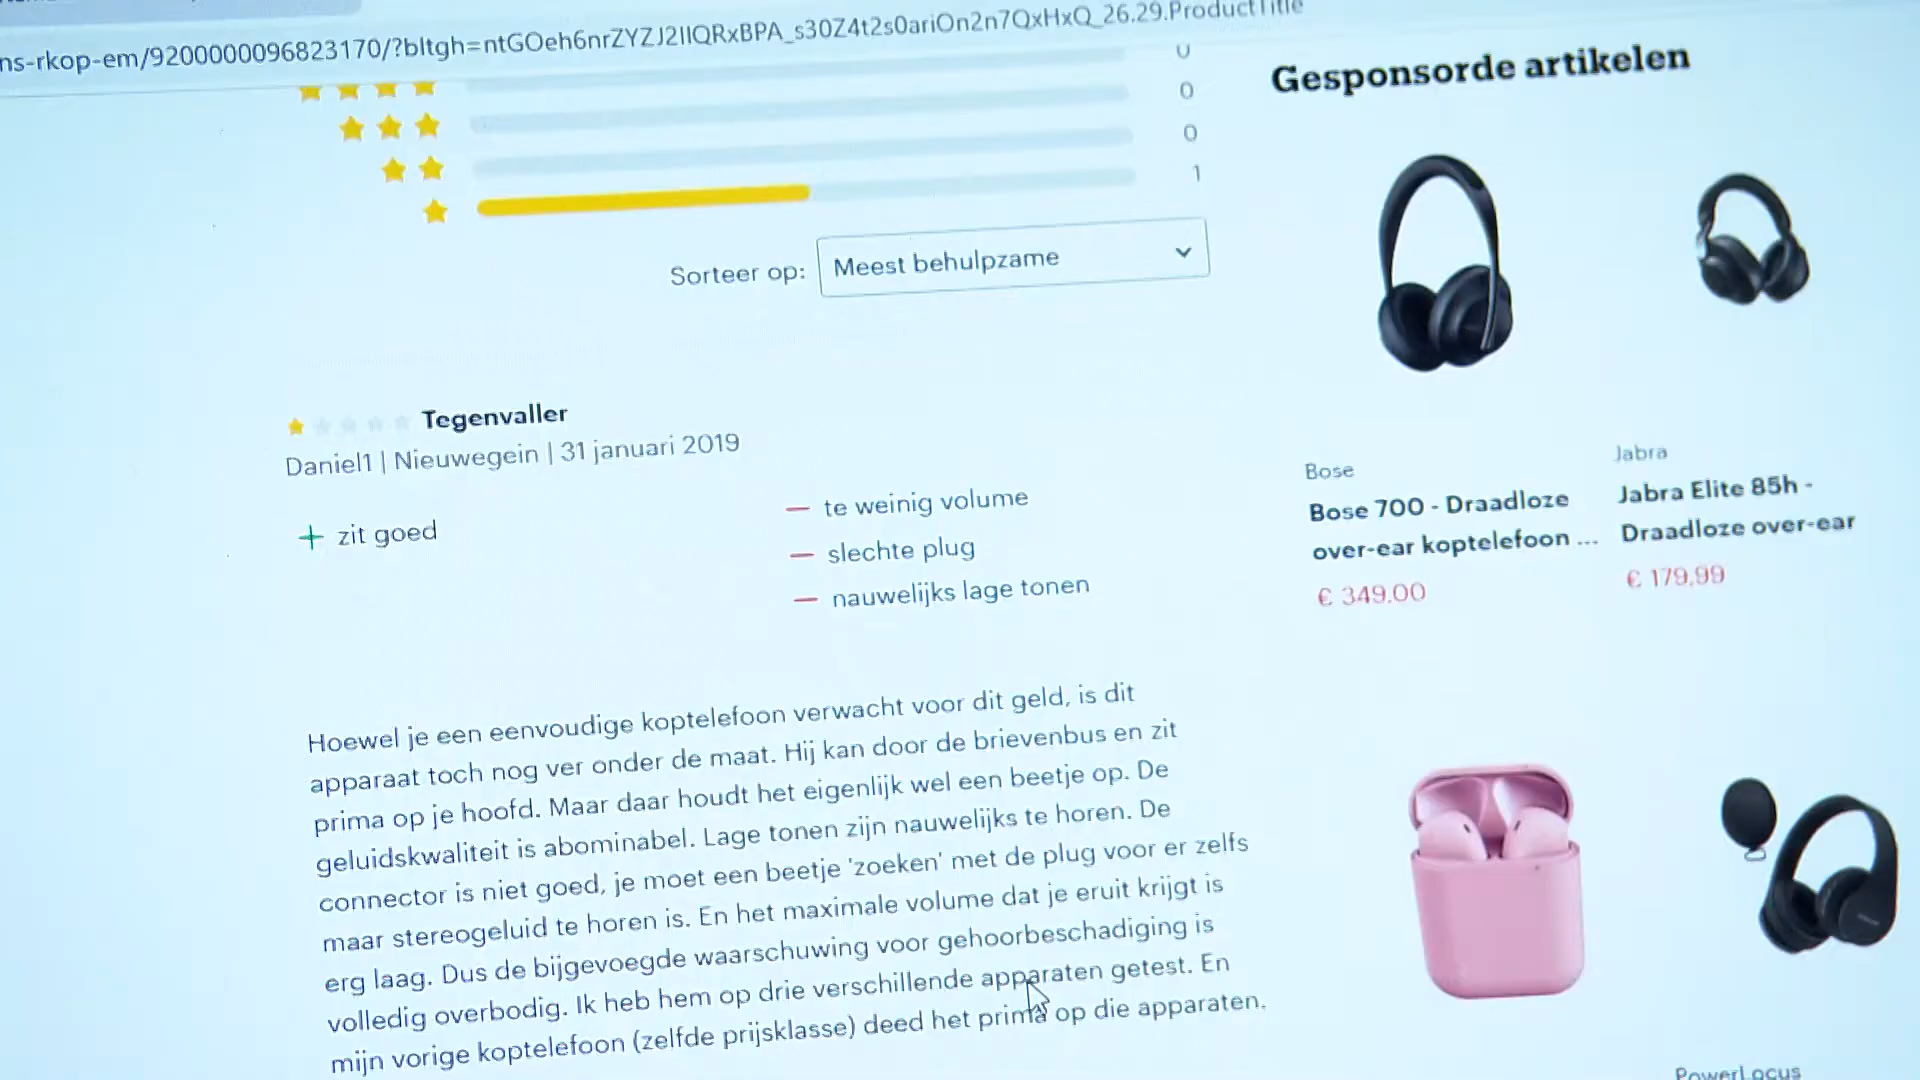 ns-rkop-em/9200000096823170/?bltgh=ntGOeh6nrZYZJ2IIQRxBPA_s30Z4t2s0ariOn2n7QxHxQ_26.29.ProductTitle
0
0
0
1
Sorteer op: Meest behulpzame
Tegenvaller
Daniel1 | Nieuwegein | 31 januari 2019
+ zit goed
— te weinig volume
— slechte plug
— nauwelijks lage tonen
Hoewel je een eenvoudige koptelefoon verwacht voor dit geld, is dit
apparaat toch nog ver onder de maat. Hij kan door de brievenbus en zit
prima op je hoofd. Maar daar houdt het eigenlijk wel een beetje op. De
geluidskwaliteit is abominabel. Lage tonen zijn nauwelijks te horen. De
connector is niet goed, je moet een beetje 'zoeken' met de plug voor er zelfs
maar stereogeluid te horen is. En het maximale volume dat je eruit krijgt is
erg laag. Dus de bijgevoegde waarschuwing voor gehoorbeschadiging is
volledig overbodig. Ik heb hem op drie verschillende apparaten getest. En
mijn vorige koptelefoon (zelfde prijsklasse) deed het prima op die apparaten.
Gesponsorde artikelen
Bose
Bose 700 - Draadloze
over-ear koptelefoon ...
€ 349.00
Jabra
Jabra Elite 85h -
Draadloze over-ear
€ 179.99
PowerLocus